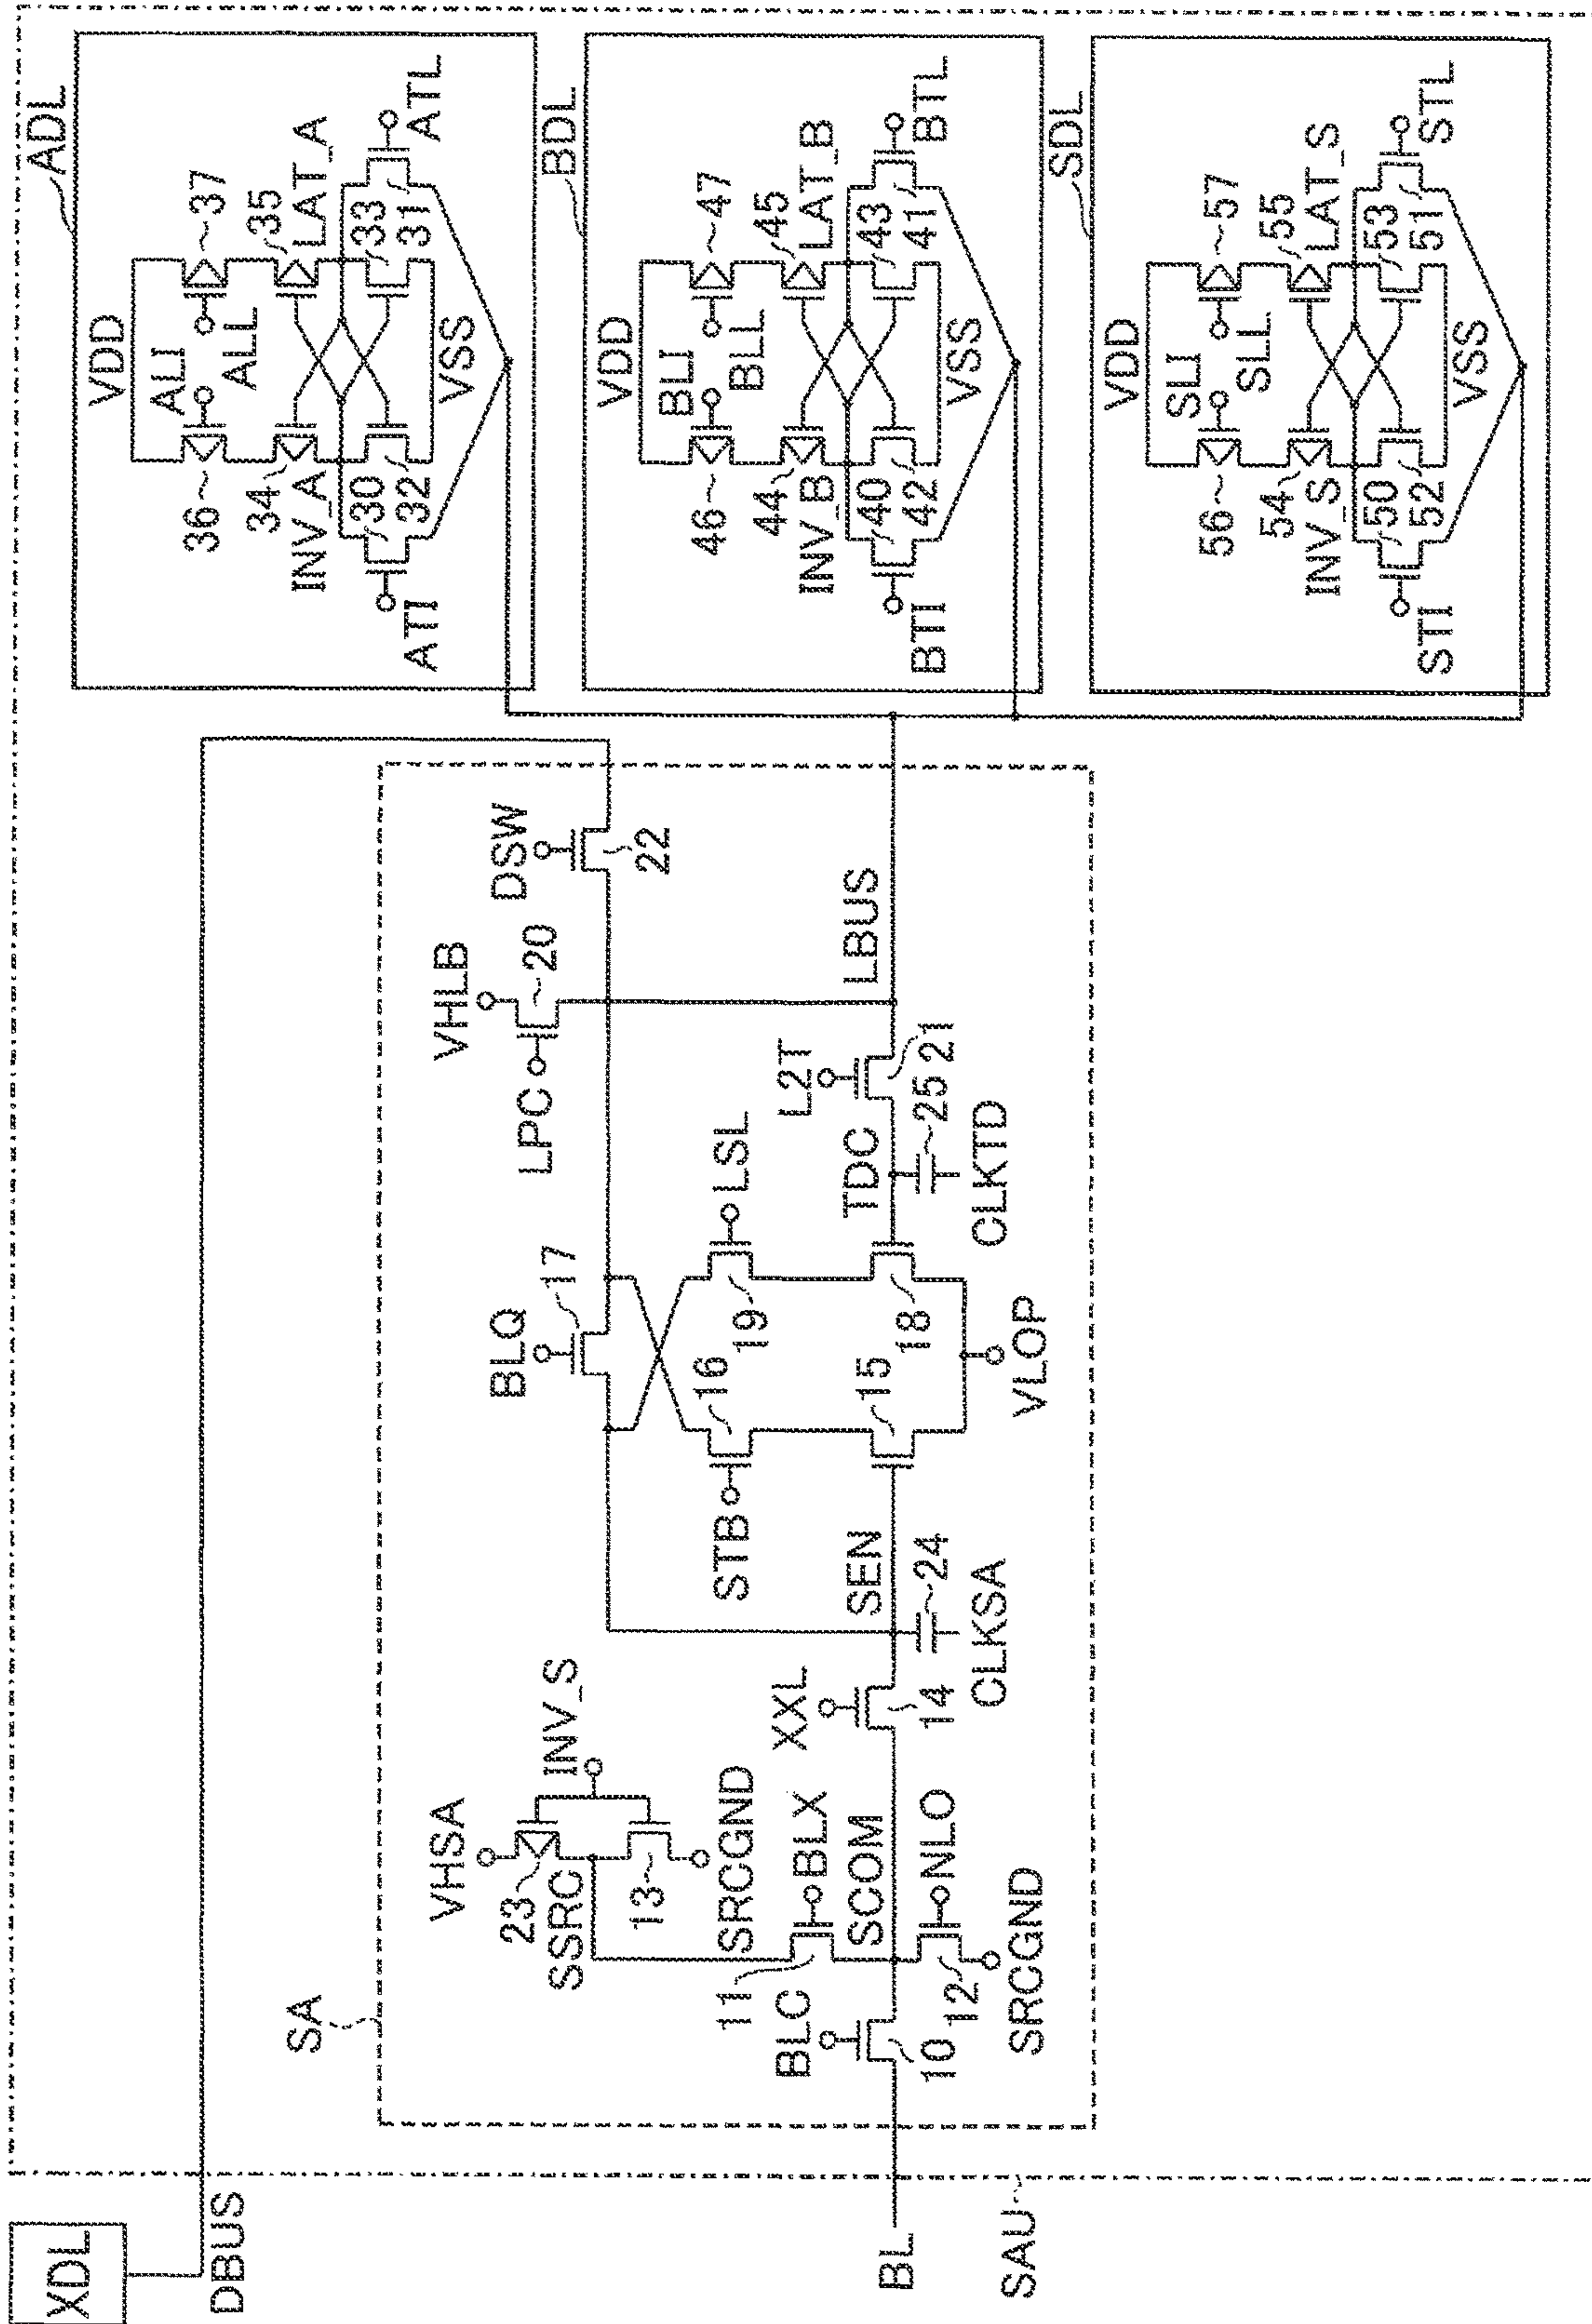 XDL
DBUS
BL
SAU
SA
VHSA
23
SSRC
INV_S
13
SRCGND
11
BLX
BLC
10
SCOM
12
NLO
SRCGND
XXL
14
SEN
24
CLKSA
BLQ
17
STB
16
15
LSL
19
18
VLOP
TDC
25
CLKTD
L2T
21
VHLB
LPC
20
DSW
22
LBUS
ADL
VDD
36
ALI
ALL
37
34
INV_A
35
LAT_A
30
32
33
31
ATI
VSS
ATL
BDL
VDD
46
BLI
BLL
47
44
INV_B
45
LAT_B
40
42
43
41
BTI
VSS
BTL
SDL
VDD
56
SLI
SLL
57
54
INV_S
55
LAT_S
50
52
53
51
STI
VSS
STL